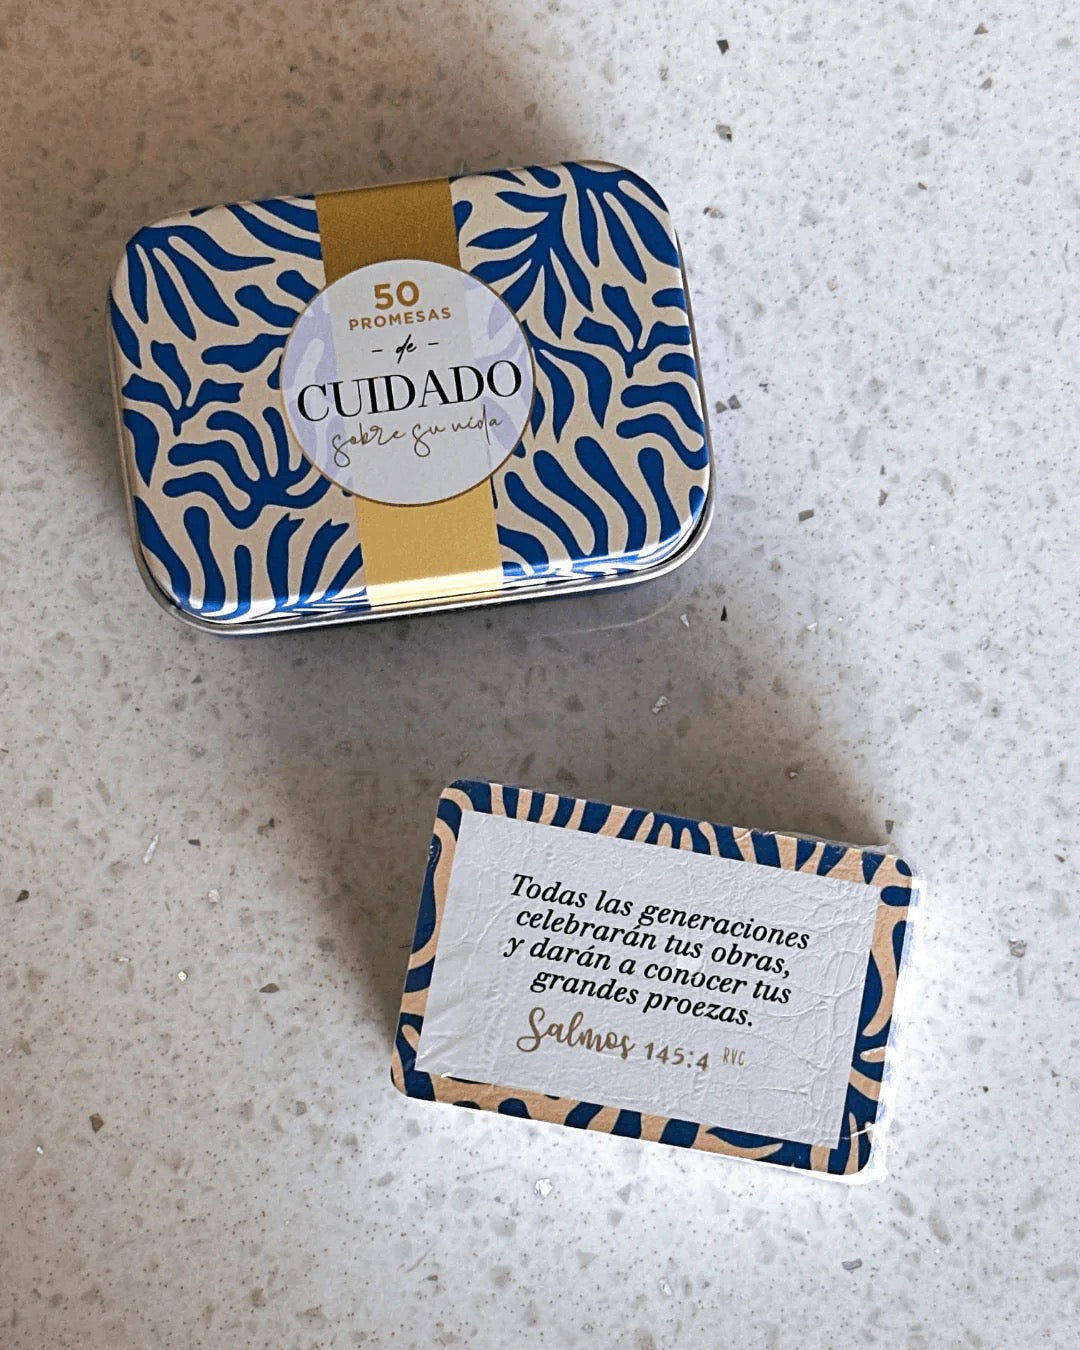 50
PROMESAS
- de -
CUIDADO
sobre su vida
Todas las generaciones
celebrarán tus obras,
y darán a conocer tus
grandes proezas.
Salmos 145:4 RVC